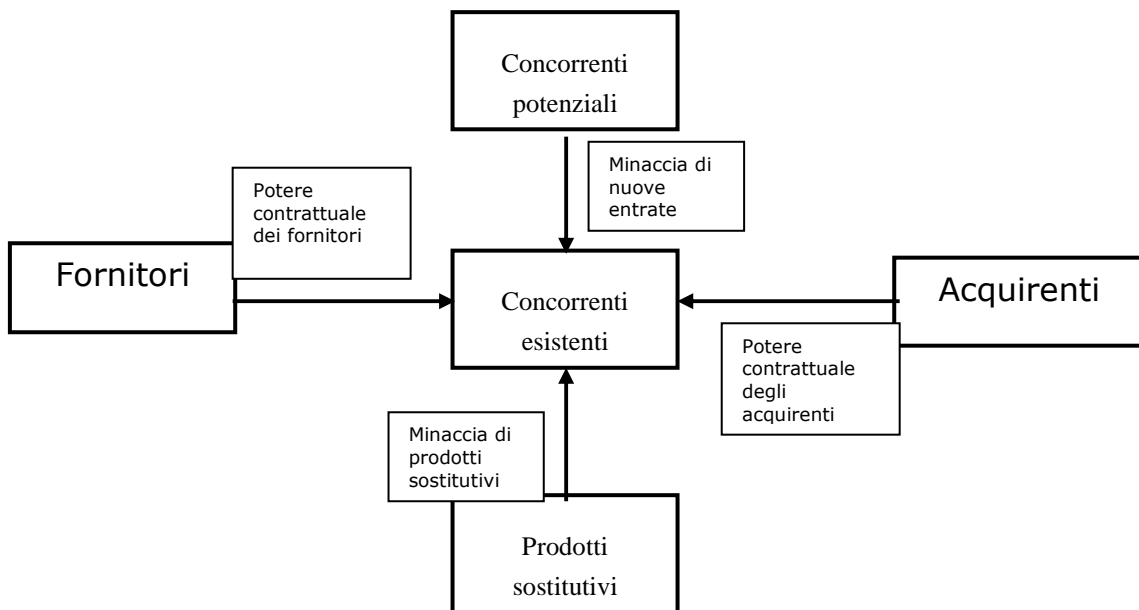 Concorrenti
potenziali
Minaccia di
nuove
entrate
Potere
contrattuale
dei fornitori
Fornitori
Concorrenti
esistenti
Acquirenti
Potere
contrattuale
degli
acquirenti
Minaccia di
prodotti
sostitutivi
Prodotti
sostitutivi